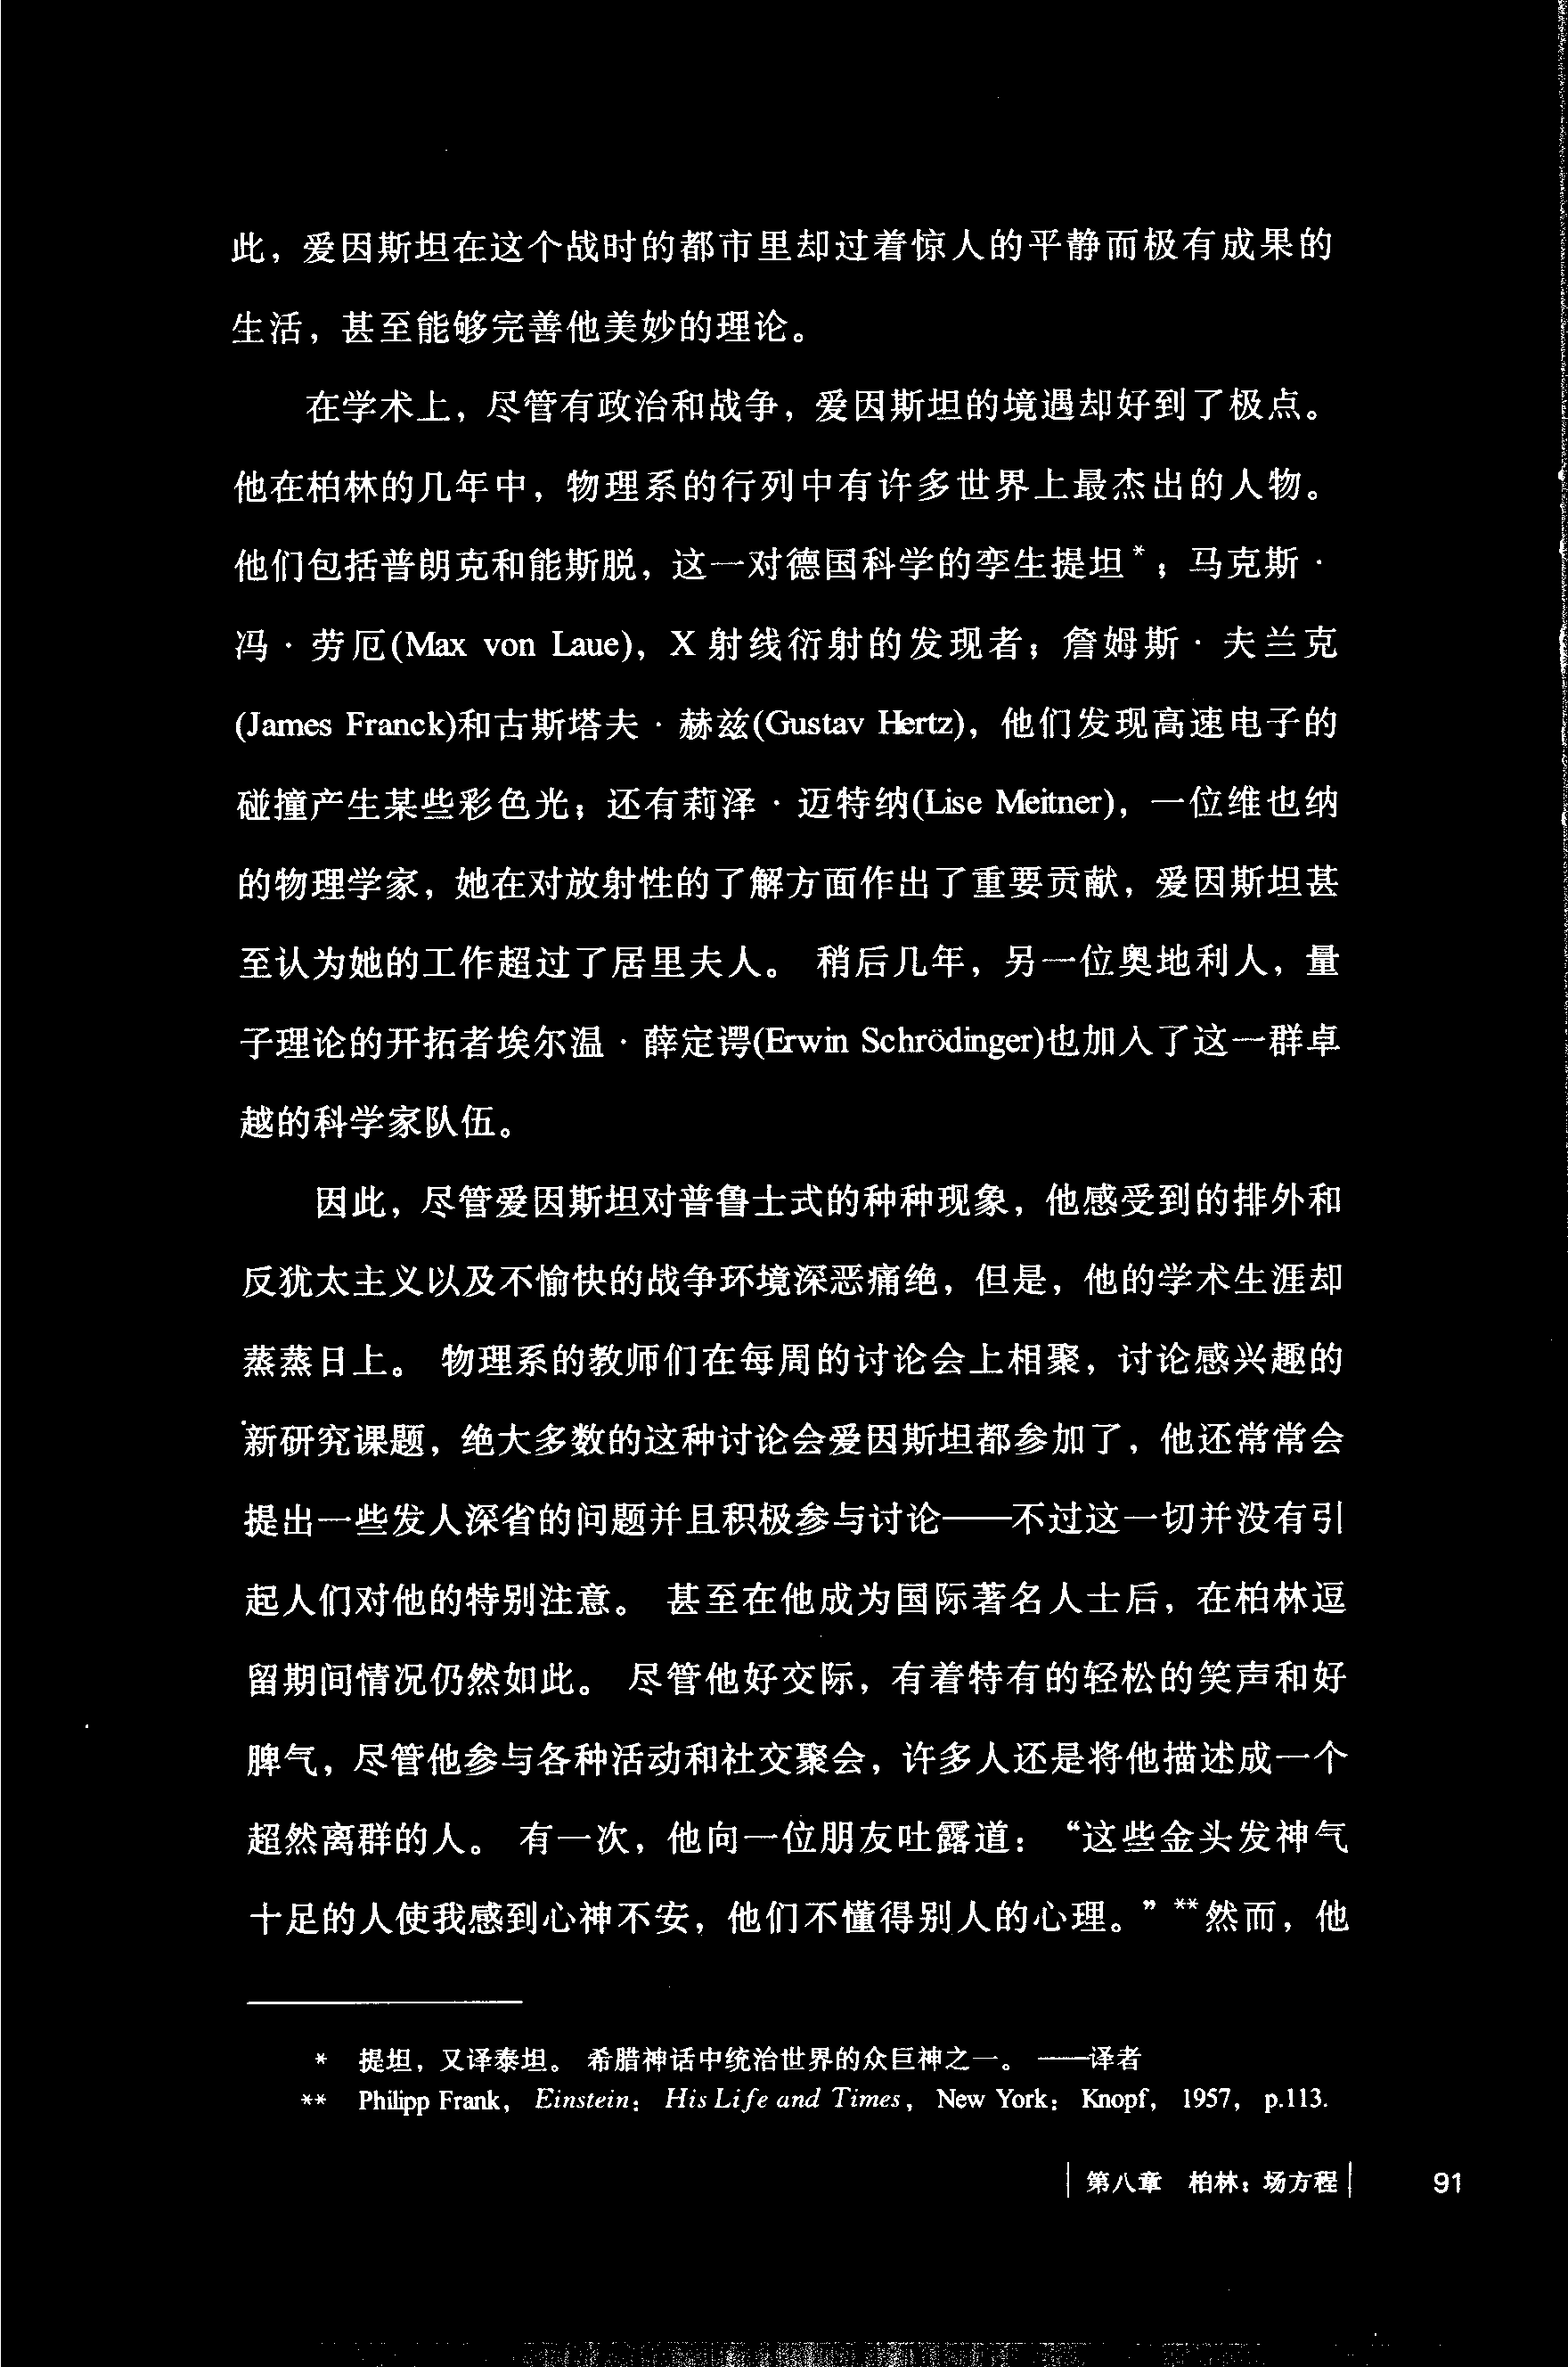 此，爱因斯坦在这个战时的都市里却过着惊人的平静而极有成果的
生活，甚至能够完善他美妙的理论。
在学术上，尽管有政治和战争，爱因斯坦的境遇却好到了极点。
他在柏林的几年中，物理系的行列中有许多世界上最杰出的人物。
他们包括普朗克和能斯脱，这一对德国科学的孪生提坦*；马克斯·
冯·劳厄(Max von Laue)，X射线衍射的发现者；詹姆斯·夫兰克
(James Franck)和古斯塔夫·赫兹(Gustav Hertz)，他们发现高速电子的
碰撞产生某些彩色光；还有莉泽·迈特纳(Lise Meitner)，一位维也纳
的物理学家，她在对放射性的了解方面作出了重要贡献，爱因斯坦甚
至认为她的工作超过了居里夫人。 稍后几年，另一位奥地利人，量
子理论的开拓者埃尔温·薛定谔(Erwin Schrödinger)也加入了这一群卓
越的科学家队伍。
因此，尽管爱因斯坦对普鲁士式的种种现象，他感受到的排外和
反犹太主义以及不愉快的战争环境深恶痛绝，但是，他的学术生涯却
蒸蒸日上。 物理系的教师们在每周的讨论会上相聚，讨论感兴趣的
新研究课题，绝大多数的这种讨论会爱因斯坦都参加了，他还常常会
提出一些发人深省的问题并且积极参与讨论——不过这一切并没有引
起人们对他的特别注意。 甚至在他成为国际著名人士后，在柏林逗
留期间情况仍然如此。 尽管他好交际，有着特有的轻松的笑声和好
脾气，尽管他参与各种活动和社交聚会，许多人还是将他描述成一个
超然离群的人。 有一次，他向一位朋友吐露道：“这些金头发神气
十足的人使我感到心神不安，他们不懂得别人的心理。”**然而，他
* 提坦，又译泰坦。 希腊神话中统治世界的众巨神之一。 ——译者
** Philipp Frank, Einstein: His Life and Times, New York: Knopf, 1957, p.113.
第八章 柏林：场方程 91